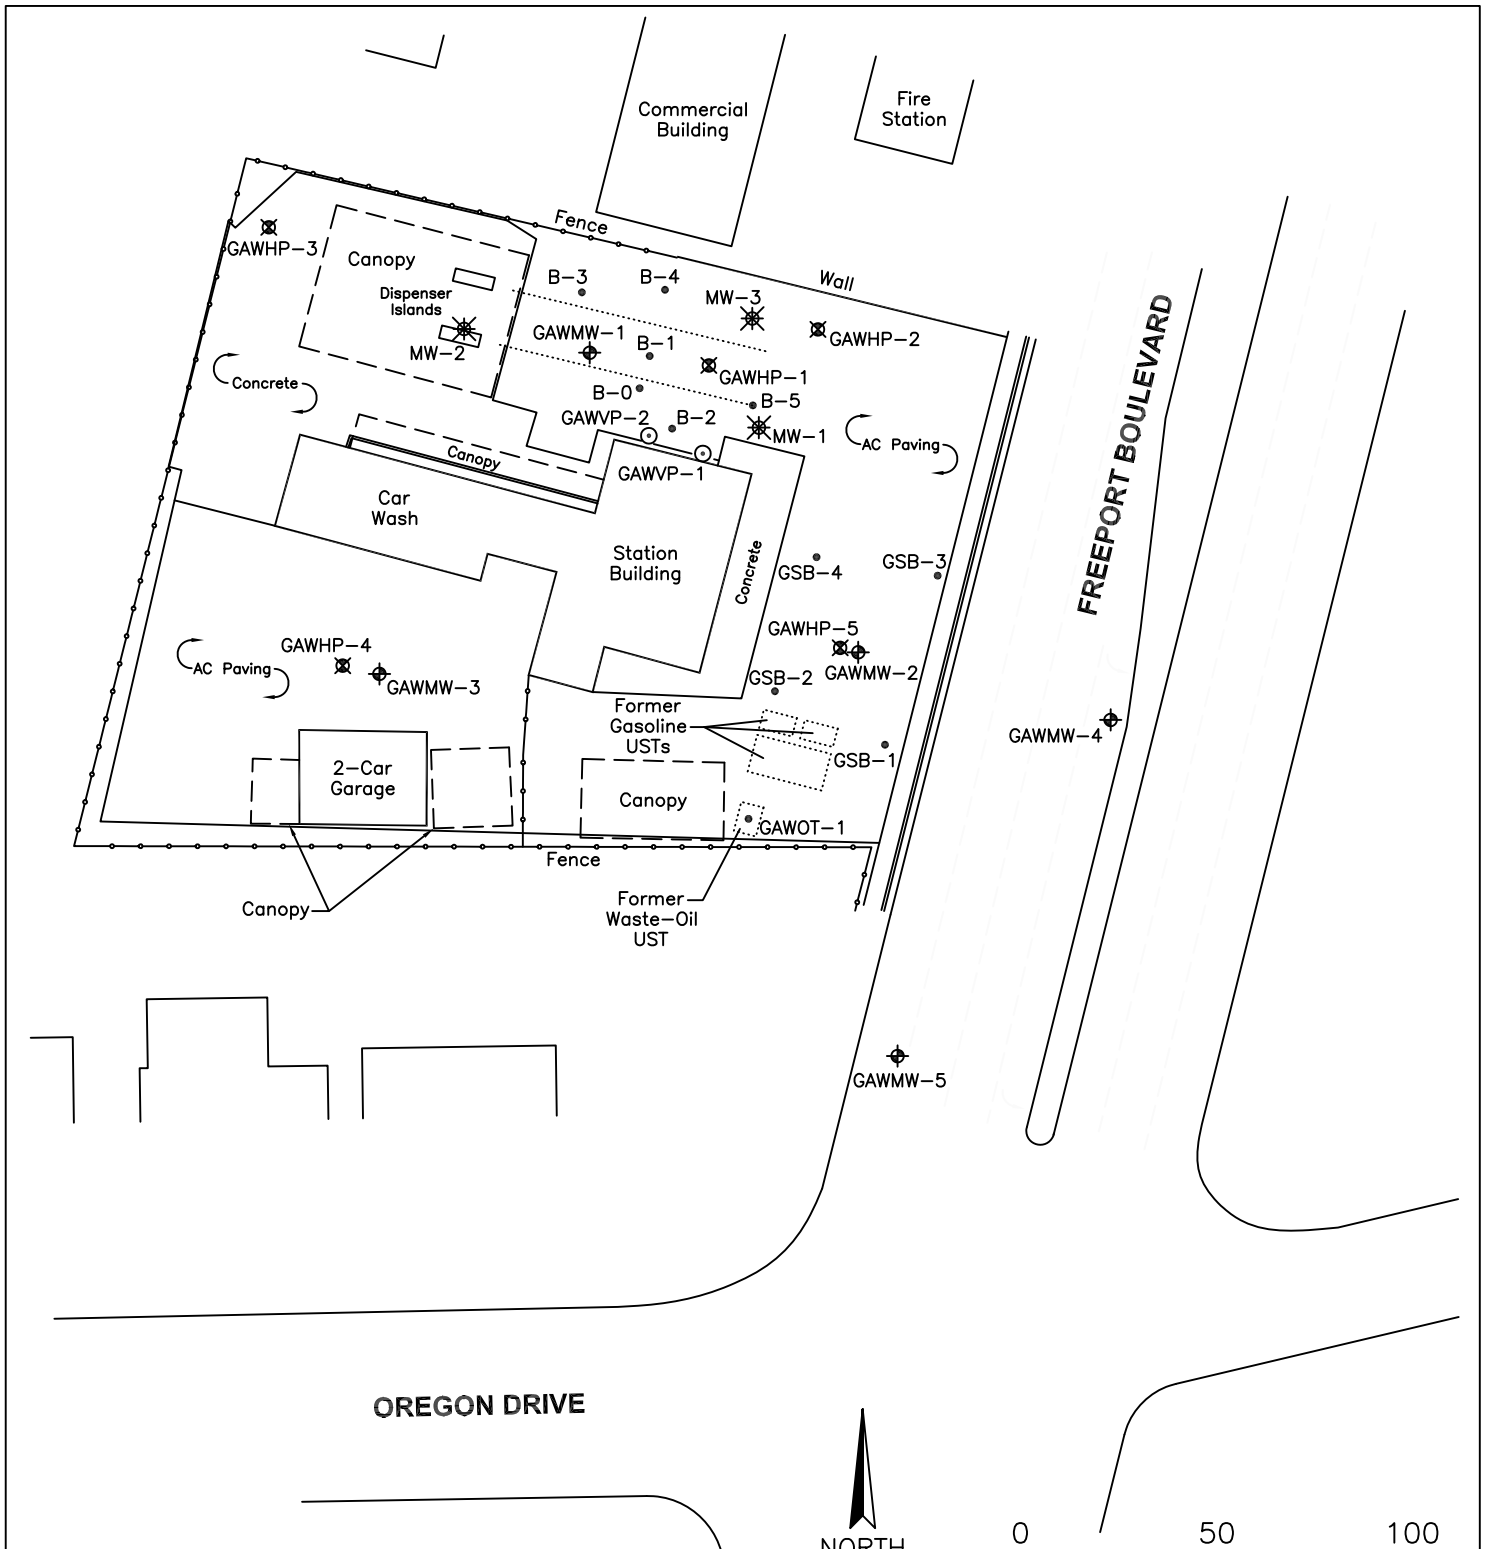 Commercial
Building
Fire
Station
Fence
Wall
GAWHP-3
Canopy
Dispenser
Islands
MW-2
B-3
B-4
MW-3
GAWHP-2
GAWMW-1
B-1
GAWHP-1
B-0
B-5
GAWVP-2
B-2
MW-1
Concrete
AC Paving
Canopy
GAWVP-1
Car
Wash
Station
Building
Concrete
GSB-4
GSB-3
FREEPORT BOULEVARD
GAWHP-4
AC Paving
GAWMW-3
GAWHP-5
GAWMW-2
GSB-2
Former
Gasoline
USTs
GSB-1
GAWMW-4
2-Car
Garage
Canopy
GAWOT-1
Fence
Canopy
Former
Waste-Oil
UST
GAWMW-5
OREGON DRIVE
NORTH
0 50 100